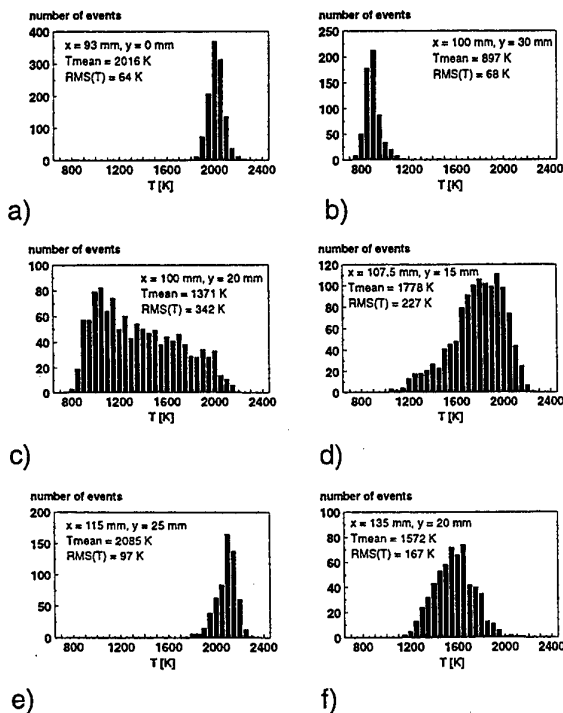 number of events
400
300
200
100
0
x = 93 mm, y = 0 mm
Tmean = 2016 K
RMS(T) = 64 K
800 1200 1600 2000 2400
T [K]
a)
number of events
250
200
150
100
50
0
x = 100 mm, y = 30 mm
Tmean = 897 K
RMS(T) = 68 K
800 1200 1600 2000 2400
T [K]
b)
number of events
100
80
60
40
20
0
x = 100 mm, y = 20 mm
Tmean = 1371 K
RMS(T) = 342 K
800 1200 1600 2000 2400
T [K]
c)
number of events
120
100
80
60
40
20
0
x = 107.5 mm, y = 15 mm
Tmean = 1778 K
RMS(T) = 227 K
1200 1600 2000 2400
T [K]
d)
number of events
200
150
100
50
0
x = 115 mm, y = 25 mm
Tmean = 2085 K
RMS(T) = 97 K
800 1200 1600 2000 2400
T [K]
e)
number of events
100
80
60
40
20
0
x = 135 mm, y = 20 mm
Tmean = 1572 K
RMS(T) = 167 K
800 1200 1600 2000 2400
T [K]
f)